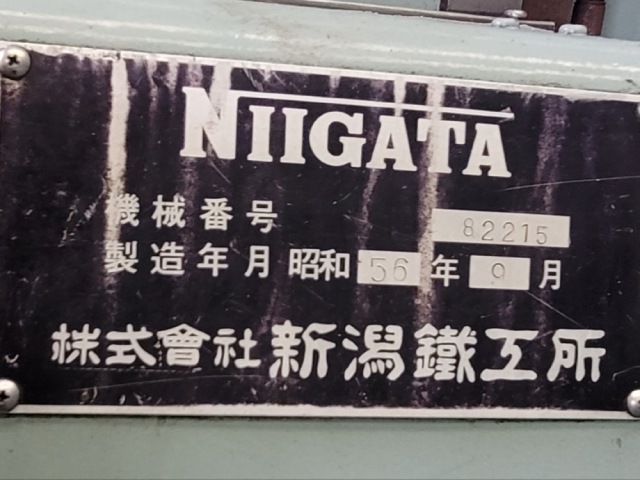 NIIGATA
機械番号 82215
製造年月 昭和 56 年 9 月
株式會社 新潟鐵工所